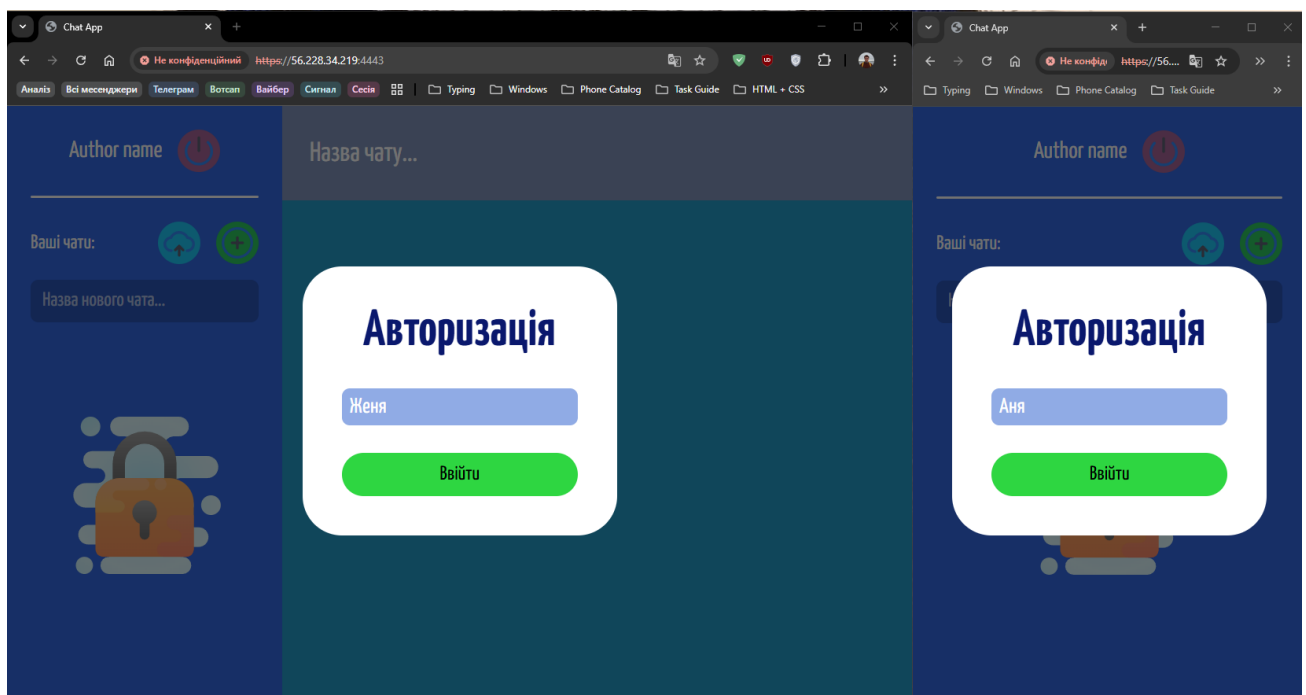 Chat App
Не конфіденційний https://56.228.34.219:4443
Аналіз Всі месенджери Телеграм Вотсап Вайбер Сигнал Сесія Typing Windows Phone Catalog Task Guide HTML + CSS »
Author name
Назва чату...
Ваші чати:
Назва нового чата...
Авторизація
Женя
Ввійти
Chat App
Не конфіде https://56.... »
Typing Windows Phone Catalog Task Guide »
Author name
Ваші чати:
Авторизація
Аня
Ввійти